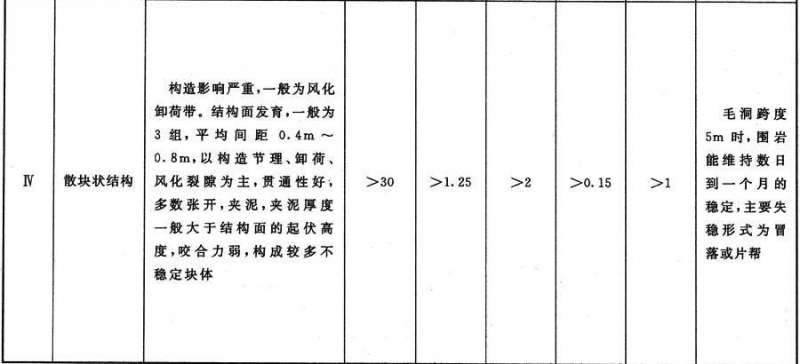 Ⅳ
散块状结构
构造影响严重,一般为风化
卸荷带。结构面发育,一般为
3 组,平均间距 0.4m～
0.8m,以构造节理、卸荷、
风化裂隙为主,贯通性好,
多数张开,夹泥,夹泥厚度
一般大于结构面的起伏高
度,咬合力弱,构成较多不
稳定块体
>30
>1.25
>2
>0.15
>1
毛洞跨度
5m 时,围岩
能维持数日
到一个月的
稳定,主要失
稳形式为冒
落或片帮